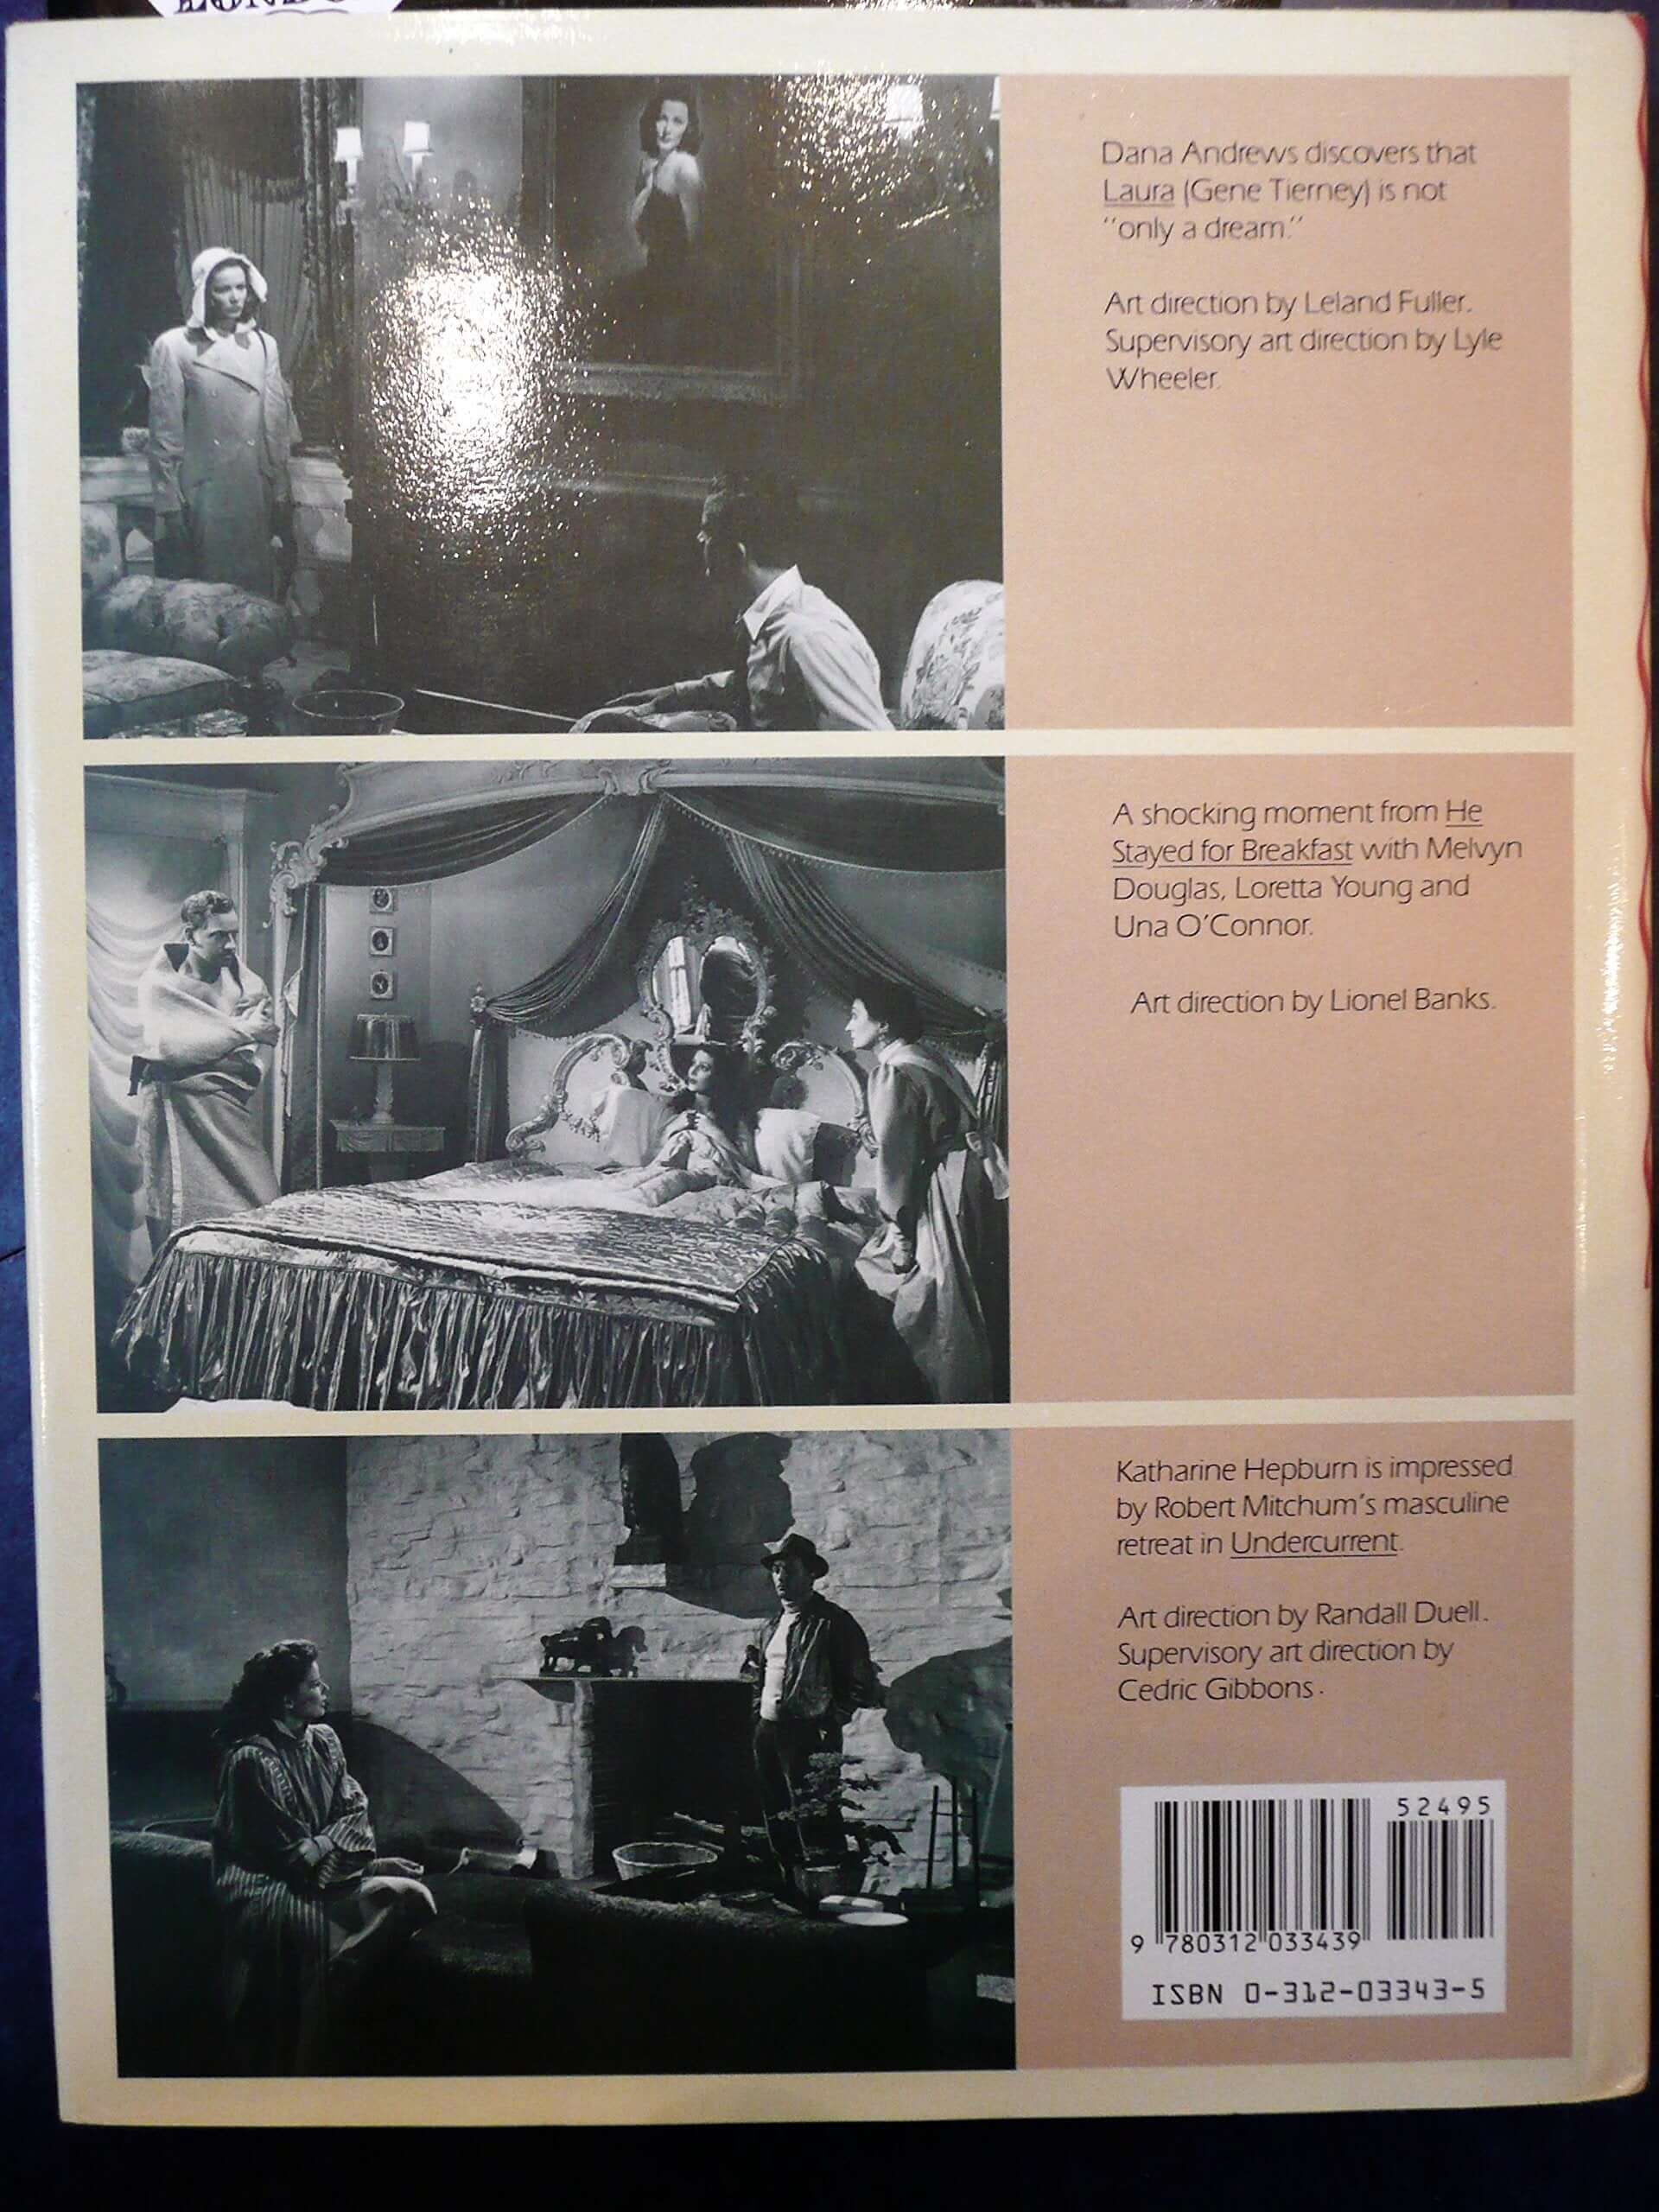 Dana Andrews discovers that
Laura (Gene Tierney) is not
"only a dream."
Art direction by Leland Fuller.
Supervisory art direction by Lyle
Wheeler.
A shocking moment from He
Stayed for Breakfast with Melvyn
Douglas, Loretta Young and
Una O'Connor.
Art direction by Lionel Banks.
Katharine Hepburn is impressed
by Robert Mitchum's masculine
retreat in Undercurrent.
Art direction by Randall Duell.
Supervisory art direction by
Cedric Gibbons.
52495
9 780312 033439
ISBN 0-312-03343-5